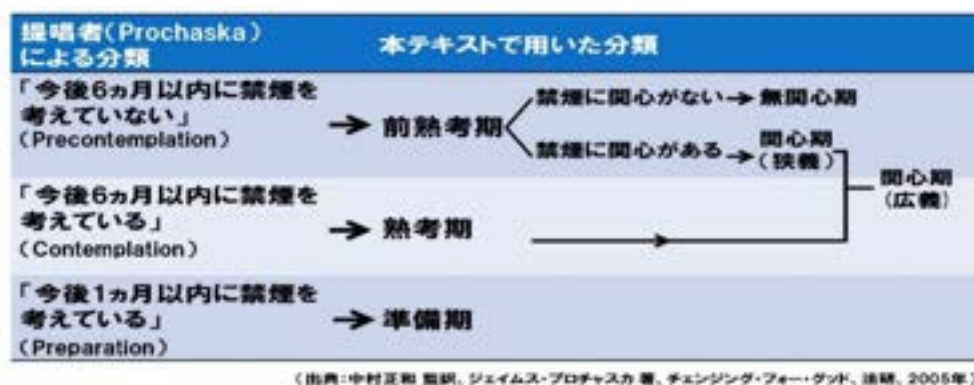 提唱者(Prochaska)
による分類
本テキストで用いた分類
「今後6ヵ月以内に禁煙を
考えていない」
(Precontemplation)
前熟考期
禁煙に関心がない
無関心期
禁煙に関心がある
関心期
(狭義)
「今後6ヵ月以内に禁煙を
考えている」
(Contemplation)
熟考期
関心期
(広義)
「今後1ヵ月以内に禁煙を
考えている」
(Preparation)
準備期
(出典:中村正和 監訳, ジェイムス・プロチャスカ 著, チェンジング・フォー・グッド, 法研, 2005年)